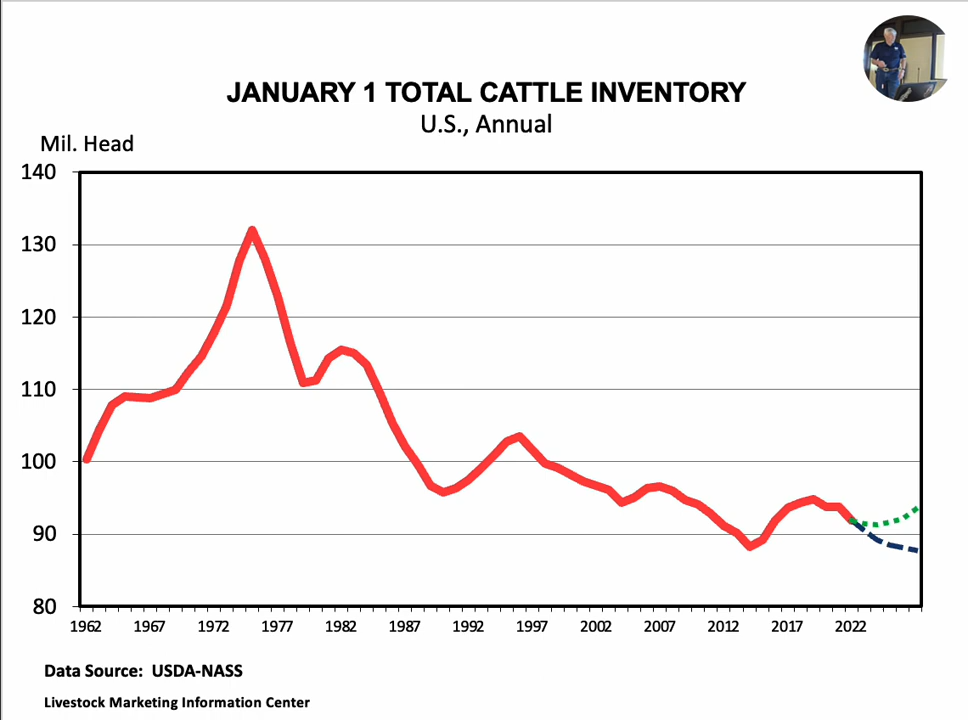 JANUARY 1 TOTAL CATTLE INVENTORY
U.S., Annual
Mil. Head
140
130
120
110
100
90
80
1962 1967 1972 1977 1982 1987 1992 1997 2002 2007 2012 2017 2022
Data Source: USDA-NASS
Livestock Marketing Information Center